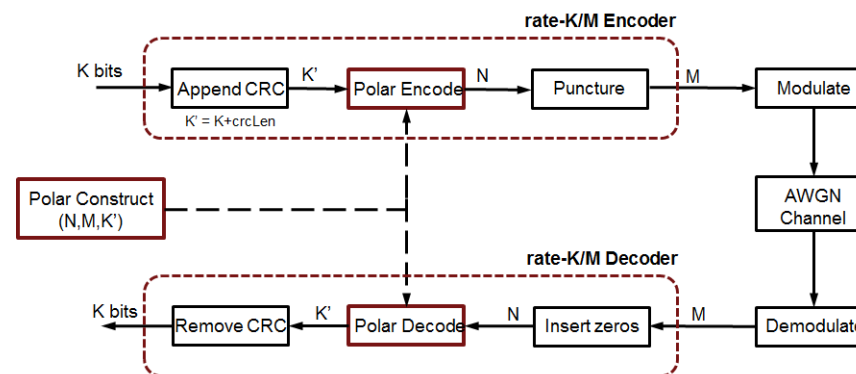 rate-K/M Encoder
K bits
Append CRC
K'
Polar Encode
N
Puncture
M
Modulate
K' = K+crcLen
Polar Construct
(N,M,K')
AWGN
Channel
rate-K/M Decoder
K bits
Remove CRC
K'
Polar Decode
N
Insert zeros
M
Demodulate